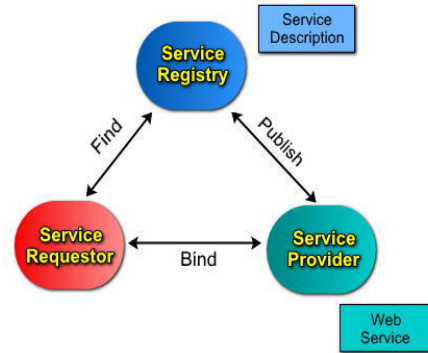 Service
Description
Service
Registry
Find
Publish
Service
Requestor
Bind
Service
Provider
Web
Service